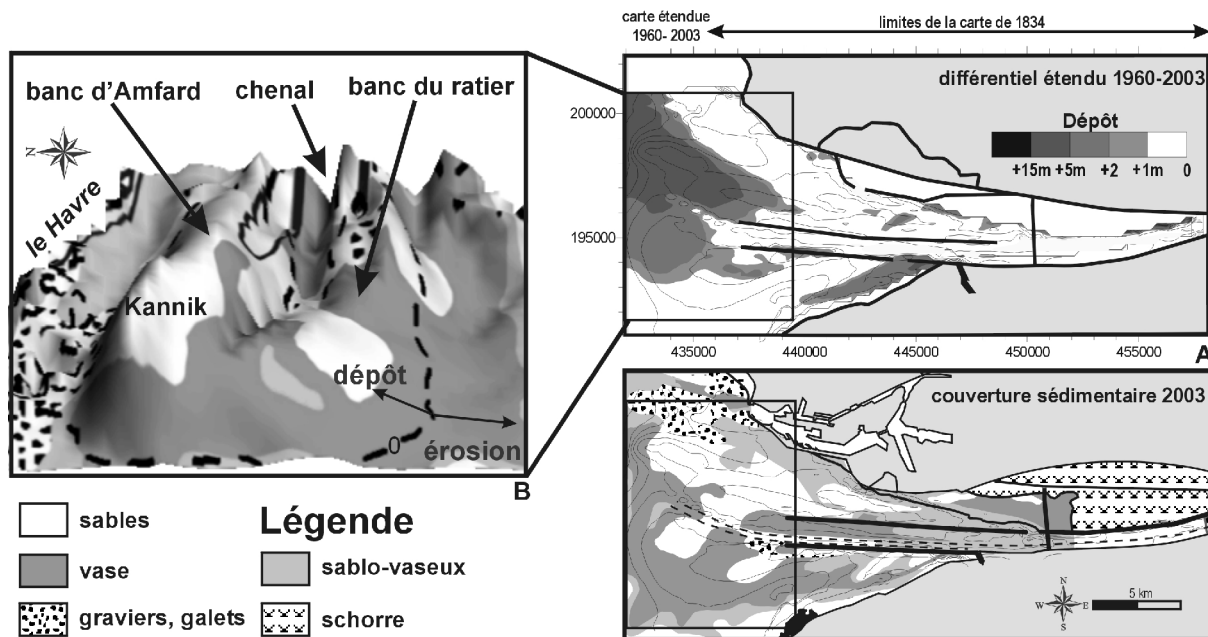 carte étendue
1960- 2003
limites de la carte de 1834
banc d'Amfard
chenal
banc du ratier
N
le Havre
Kannik
dépôt
0
érosion
B
différentiel étendu 1960-2003
Dépôt
+15m +5m +2 +1m 0
200000
195000
435000 440000 445000 450000 455000
A
couverture sédimentaire 2003
N
W E
S
5 km
Légende
sables
vase
sablo-vaseux
graviers, galets
schorre